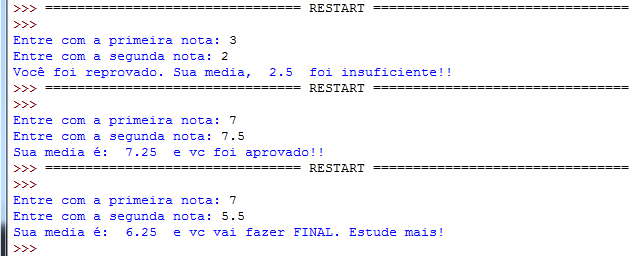 >>> ================================ RESTART ================================
>>>
Entre com a primeira nota: 3
Entre com a segunda nota: 2
Você foi reprovado. Sua media,  2.5  foi insuficiente!!
>>> ================================ RESTART ================================
>>>
Entre com a primeira nota: 7
Entre com a segunda nota: 7.5
Sua media é:  7.25  e vc foi aprovado!!
>>> ================================ RESTART ================================
>>>
Entre com a primeira nota: 7
Entre com a segunda nota: 5.5
Sua media é:  6.25  e vc vai fazer FINAL. Estude mais!
>>>